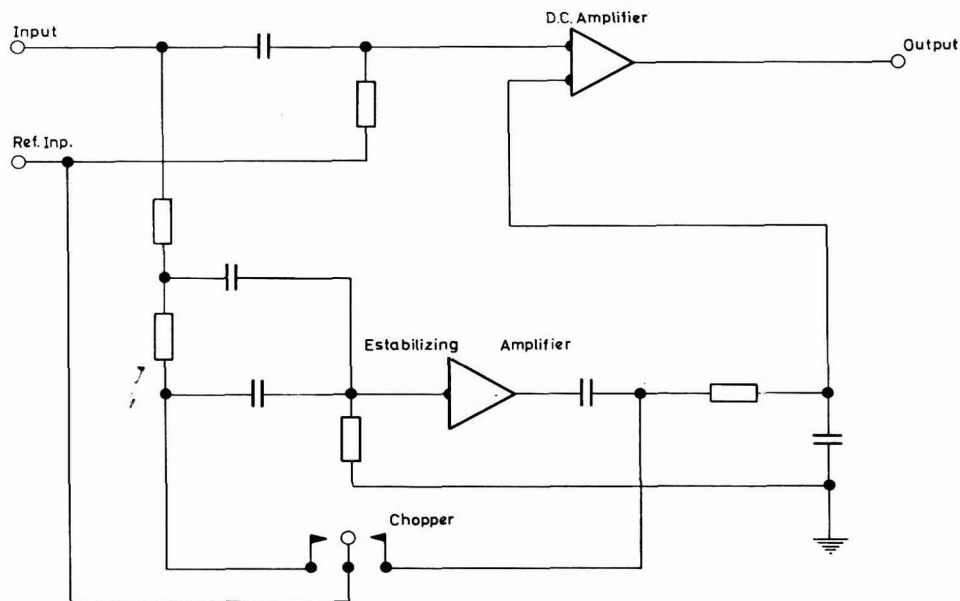 D.C. Amplifier
Input
Output
Ref. Inp.
Estabilizing Amplifier
Chopper